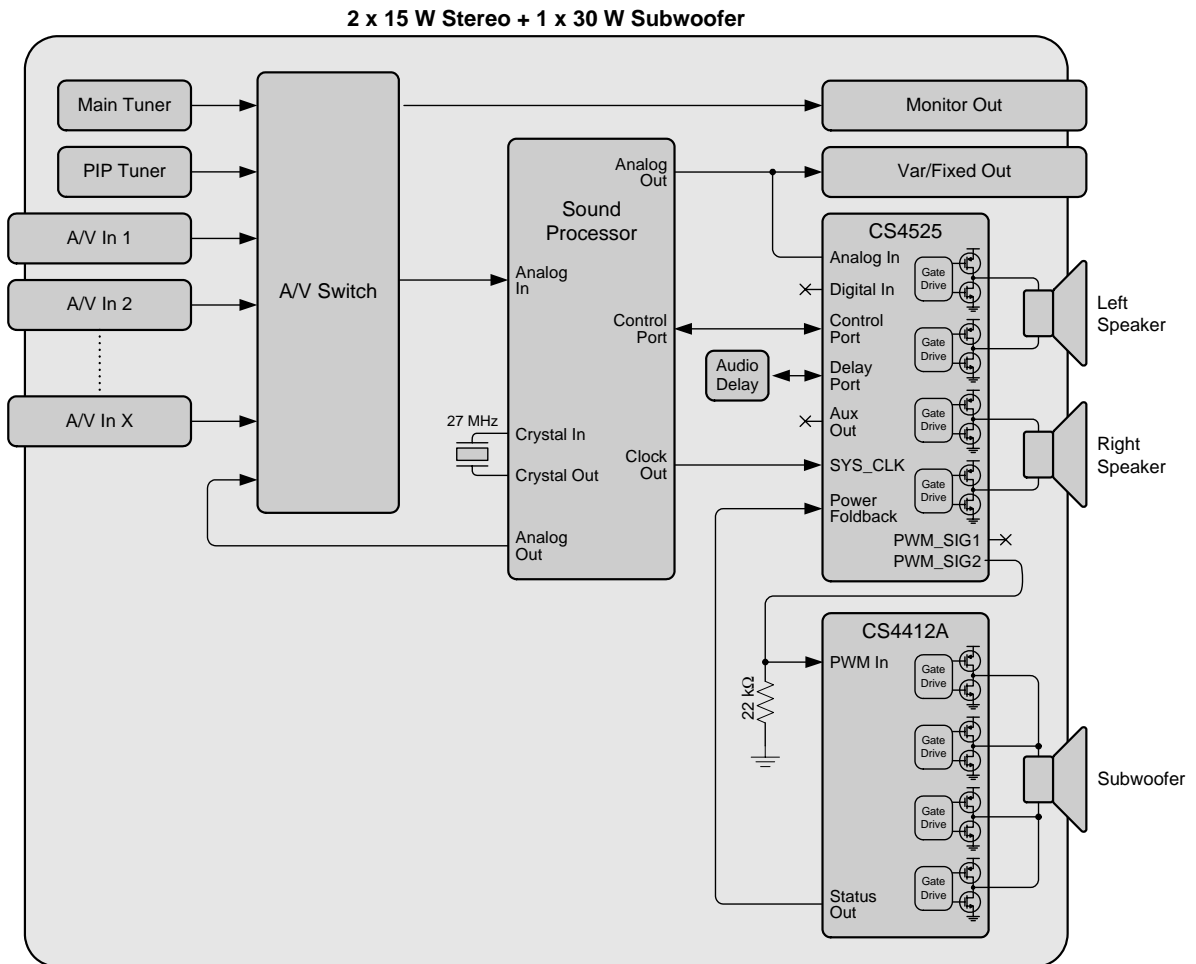 2 x 15 W Stereo + 1 x 30 W Subwoofer
Main Tuner
PIP Tuner
A/V In 1
A/V In 2
A/V In X
A/V Switch
Sound
Processor
Analog
Out
Analog
In
Control
Port
27 MHz
Crystal In
Crystal Out
Clock
Out
Analog
Out
Monitor Out
Var/Fixed Out
Audio
Delay
CS4525
Analog In
Digital In
Control
Port
Delay
Port
Aux
Out
SYS_CLK
Power
Foldback
PWM_SIG1
PWM_SIG2
Gate
Drive
Gate
Drive
Gate
Drive
Gate
Drive
Left
Speaker
Right
Speaker
22 kΩ
CS4412A
PWM In
Status
Out
Gate
Drive
Gate
Drive
Gate
Drive
Gate
Drive
Subwoofer